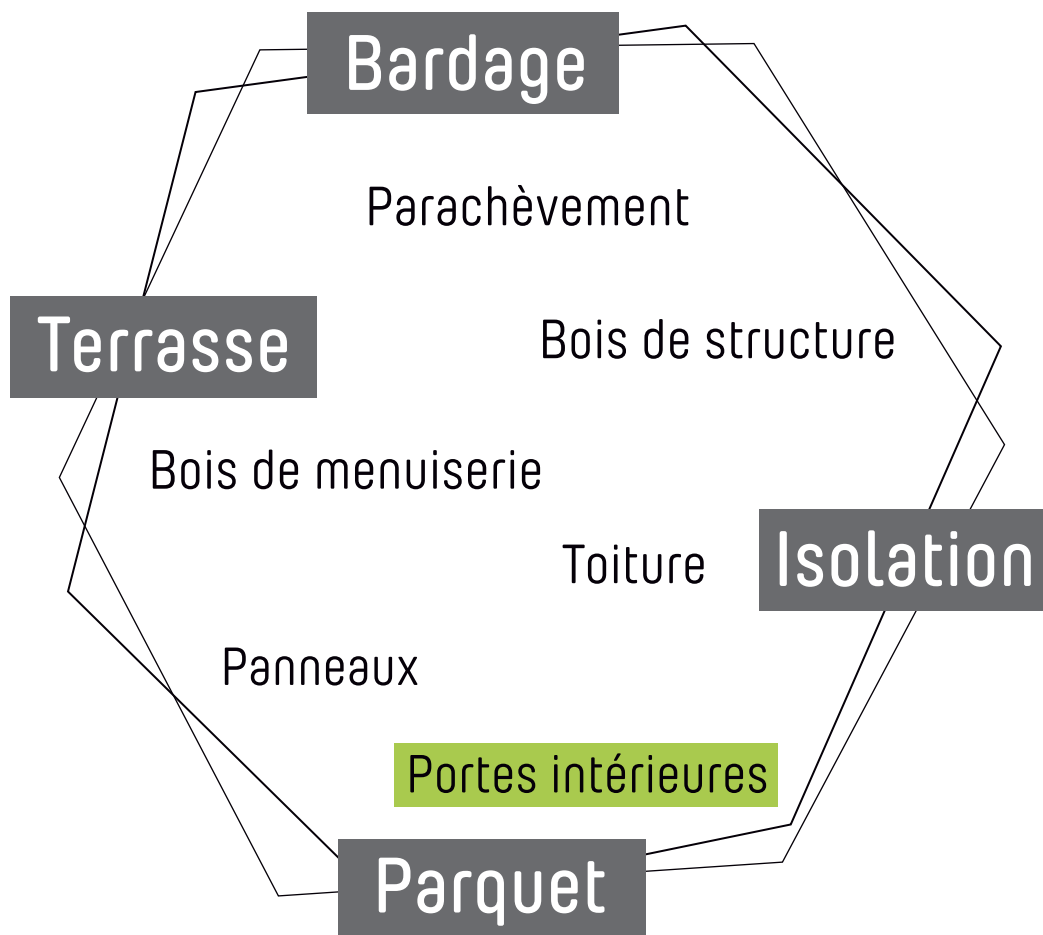 Bardage
Parachèvement
Terrasse
Bois de structure
Bois de menuiserie
Toiture
Isolation
Panneaux
Portes intérieures
Parquet